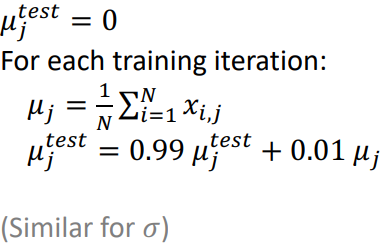 μ_j^{test} = 0
For each training iteration:
μ_j = \frac{1}{N} ∑_{i=1}^{N} x_{i,j}
μ_j^{test} = 0.99 μ_j^{test} + 0.01 μ_j
(Similar for σ)